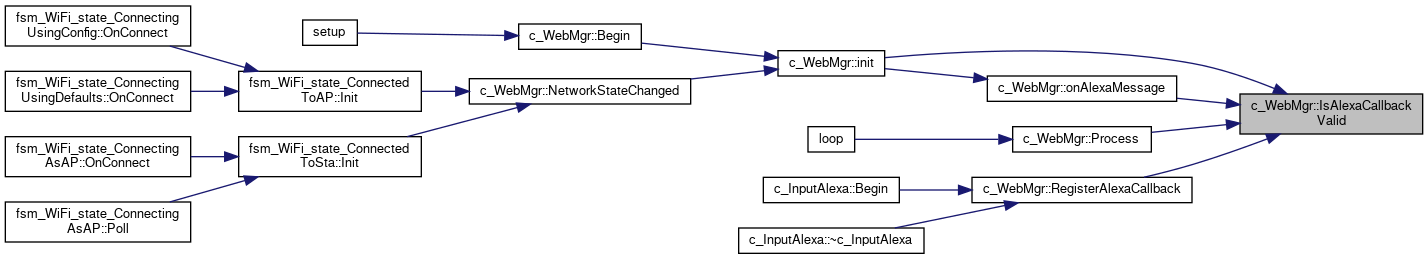 fsm_WiFi_state_Connecting
UsingConfig::OnConnect
fsm_WiFi_state_Connecting
UsingDefaults::OnConnect
fsm_WiFi_state_Connecting
AsAP::OnConnect
fsm_WiFi_state_Connecting
AsAP::Poll
setup
fsm_WiFi_state_Connected
ToAP::Init
fsm_WiFi_state_Connected
ToSta::Init
c_WebMgr::Begin
c_WebMgr::NetworkStateChanged
c_WebMgr::init
loop
c_InputAlexa::Begin
c_InputAlexa::~c_InputAlexa
c_WebMgr::onAlexaMessage
c_WebMgr::Process
c_WebMgr::RegisterAlexaCallback
c_WebMgr::IsAlexaCallback
Valid